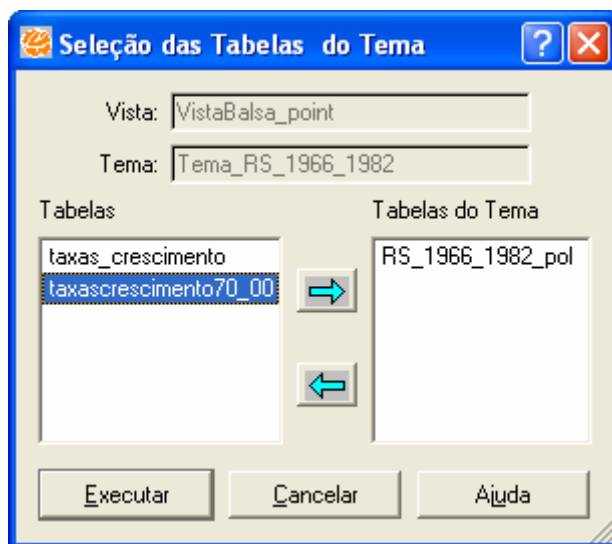 Seleção das Tabelas do Tema
Vista: VistaBalsa_point
Tema: Tema_RS_1966_1982
Tabelas
Tabelas do Tema
taxas_crescimento
RS_1966_1982_pol
taxascrescimento70_00
Executar
Cancelar
Ajuda